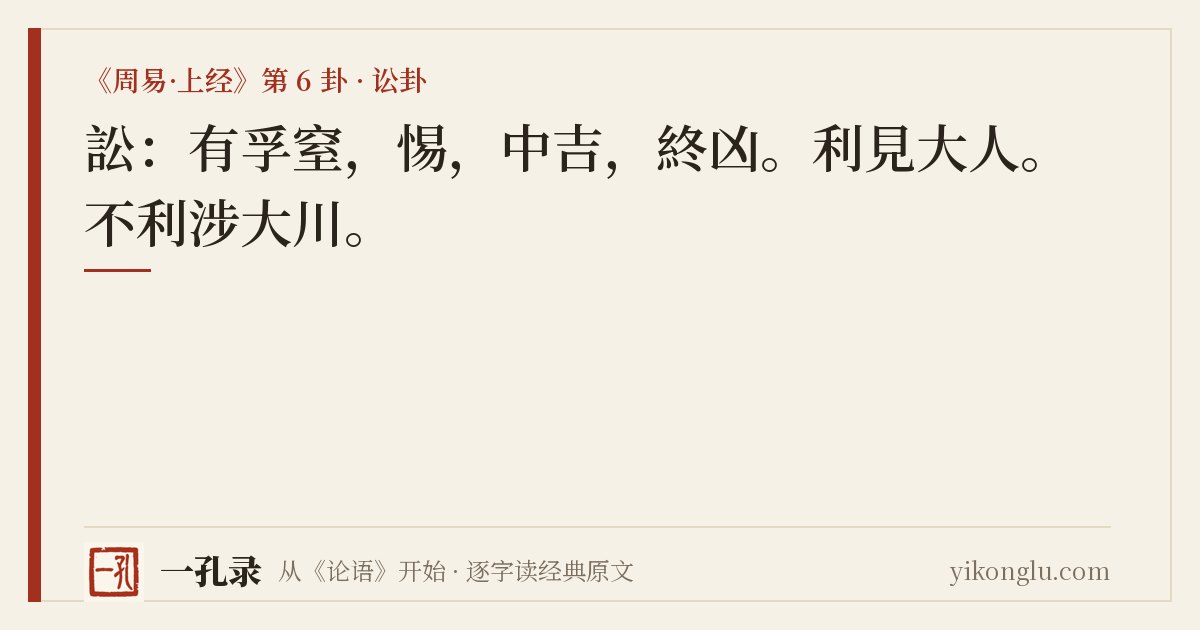 《周易·上经》第 6 卦 · 讼卦
訟：有孚窒，惕，中吉，終凶。利見大人。
不利涉大川。
一孔
一孔录 从《论语》开始 · 逐字读经典原文 yikonglu.com